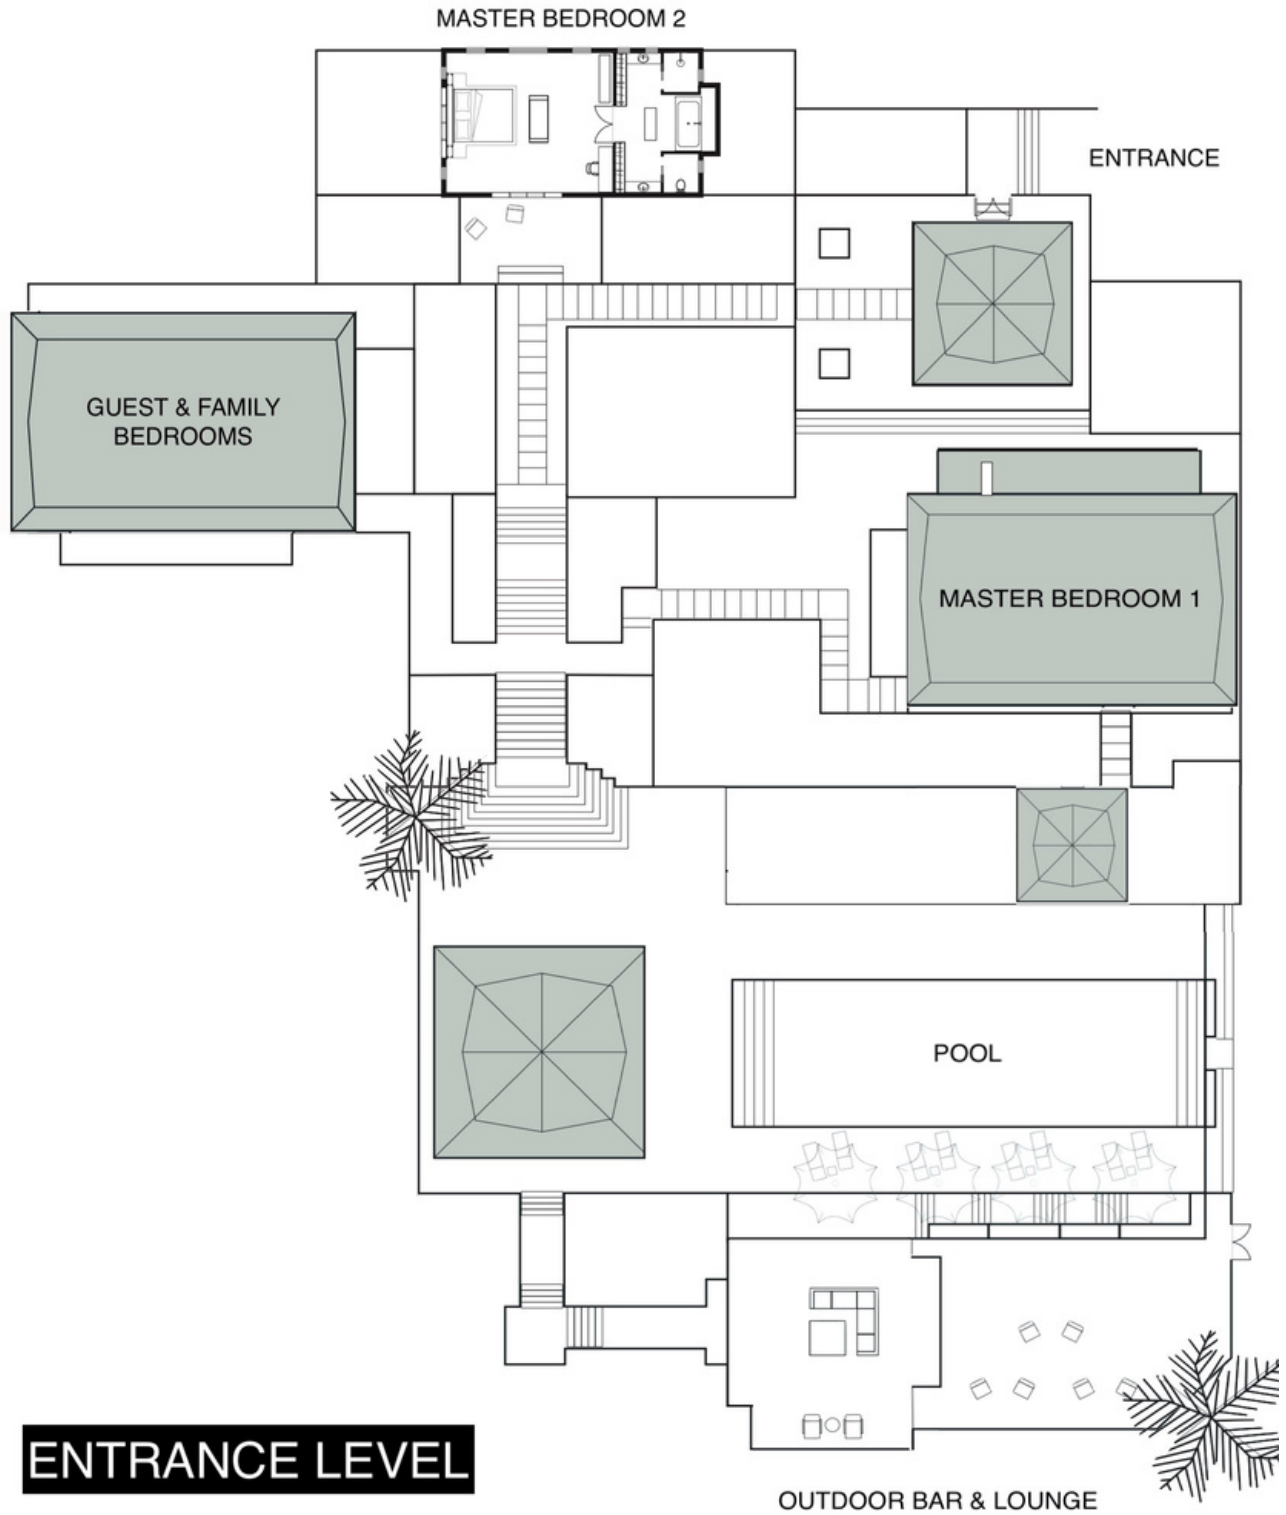 MASTER BEDROOM 2
ENTRANCE
GUEST & FAMILY
BEDROOMS
MASTER BEDROOM 1
POOL
ENTRANCE LEVEL
OUTDOOR BAR & LOUNGE